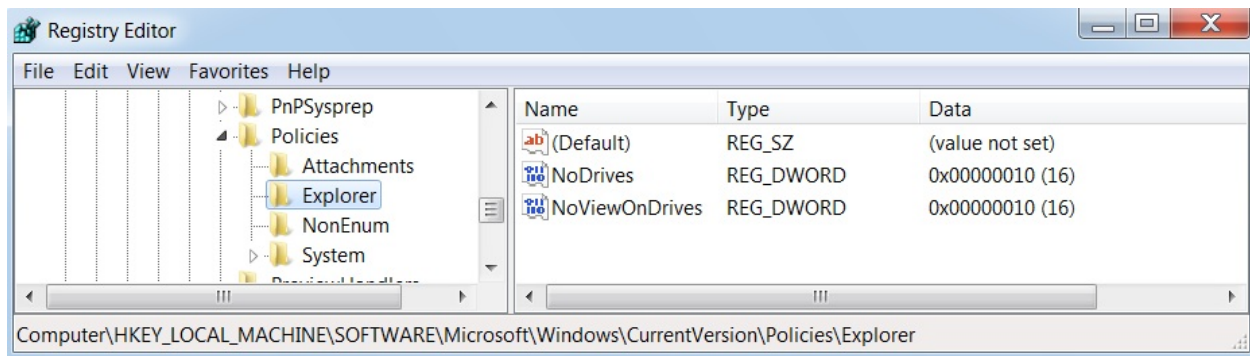 Registry Editor
File Edit View Favorites Help
PnPSysprep
Policies
Attachments
Explorer
NonEnum
System
Name Type Data
(Default) REG_SZ (value not set)
NoDrives REG_DWORD 0x00000010 (16)
NoViewOnDrives REG_DWORD 0x00000010 (16)
Computer\HKEY_LOCAL_MACHINE\SOFTWARE\Microsoft\Windows\CurrentVersion\Policies\Explorer